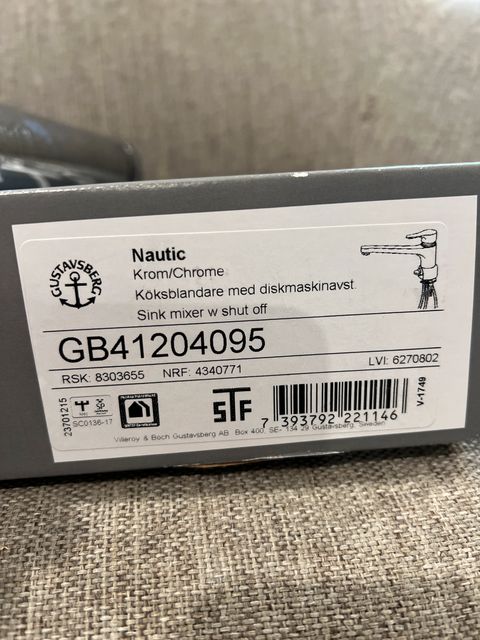 GUSTAVSBERG
Nautic
Krom/Chrome
Köksblandare med diskmaskinavst.
Sink mixer w shut off
GB41204095
RSK: 8303655 NRF: 4340771 LVI: 6270802
23701215
SC0136-17
STF
7 393792 221146
V-1749
Villeroy & Boch Gustavsberg AB Box 400, SE- 134 29 Gustavsberg, Sweden